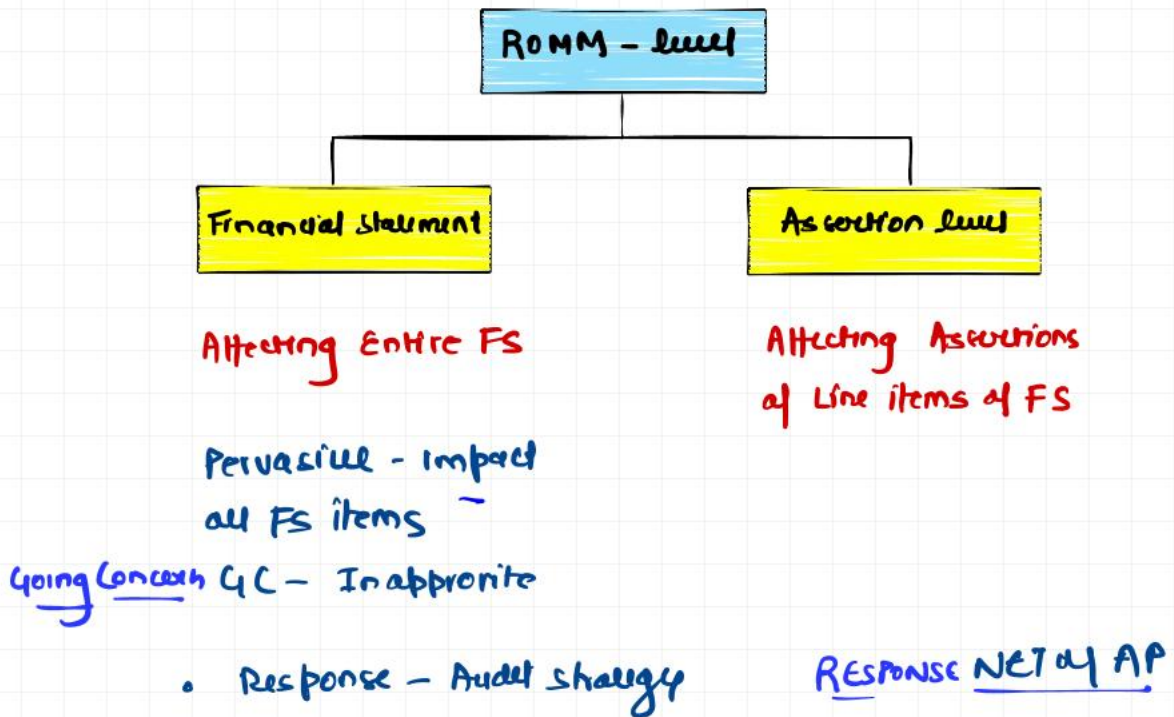 ROMM - level
Financial statement
Assertion level
Affecting Entire FS
Affecting Assertions
of Line items of FS
Pervasive - impact
all FS items
Going Concern GC - Inapprorite
• Response - Audit strategy
RESPONSE NET of AP